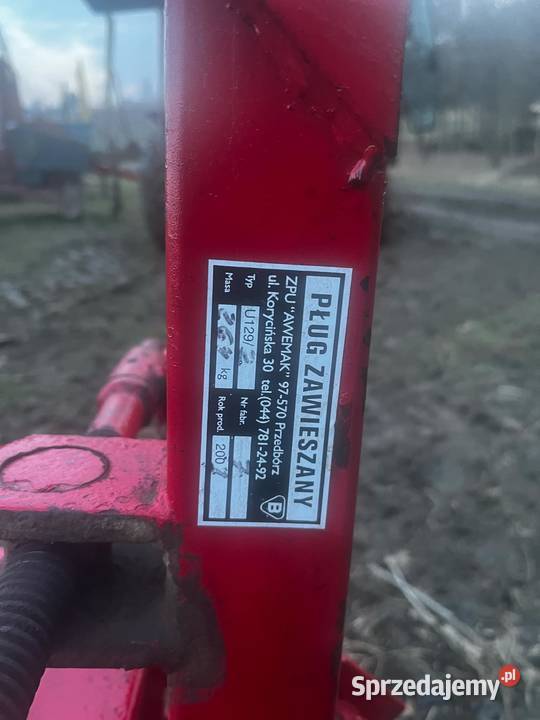 PŁUG ZAWIESZANY
ZPU "AWEMAK" 97-570 Przedbórz
ul. Korycińska 30 tel.(044) 781-24-92
Typ U129/ Nr fabr.
Masa kg Rok prod. 2007
B
Sprzedajemy.pl